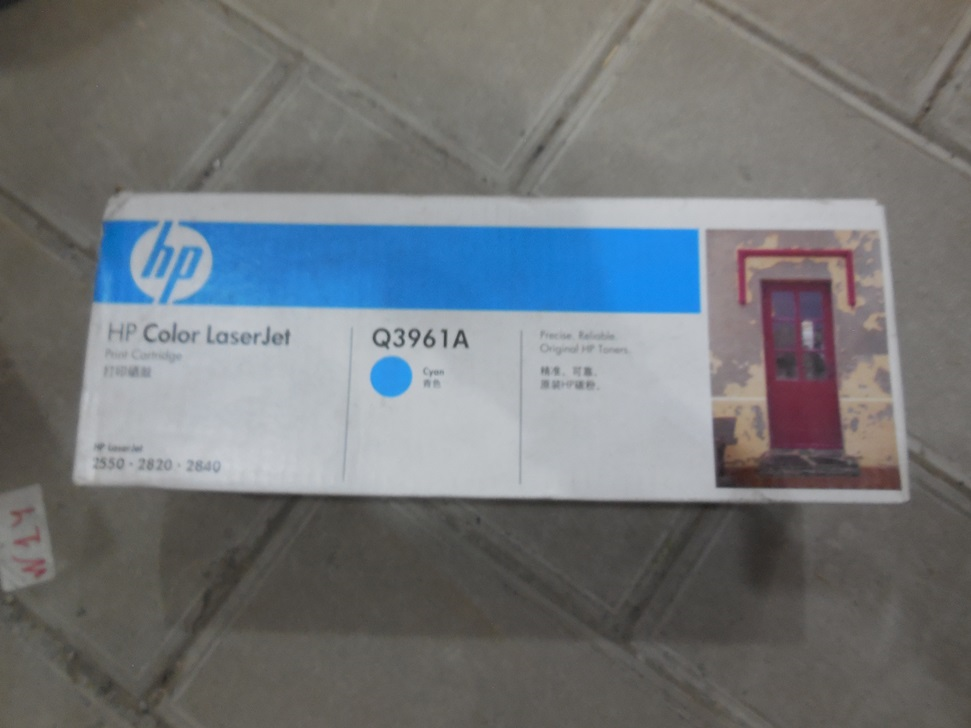 hp
HP Color LaserJet
Print Cartridge
打印硒鼓
HP LaserJet
2550 · 2820 · 2840
Q3961A
Cyan
青色
Precise. Reliable.
Original HP Toners.
精准。可靠。
原装HP碳粉。